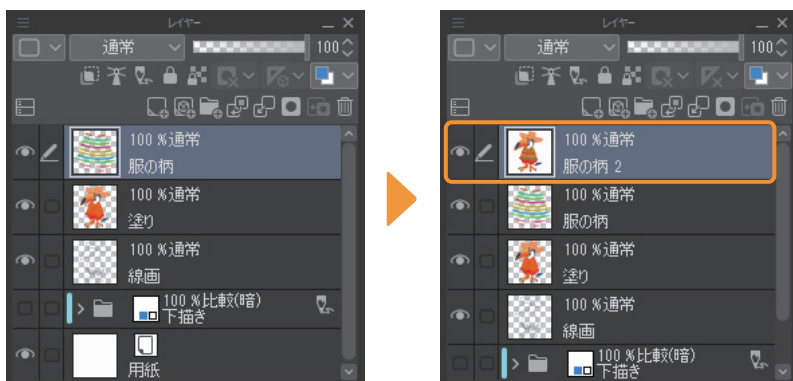 レイヤー
通常 100
100 %通常
服の柄
100 %通常
塗り
100 %通常
線画
100 %比較(暗)
下描き
用紙
レイヤー
通常 100
100 %通常
服の柄 2
100 %通常
服の柄
100 %通常
塗り
100 %通常
線画
100 %比較(暗)
下描き